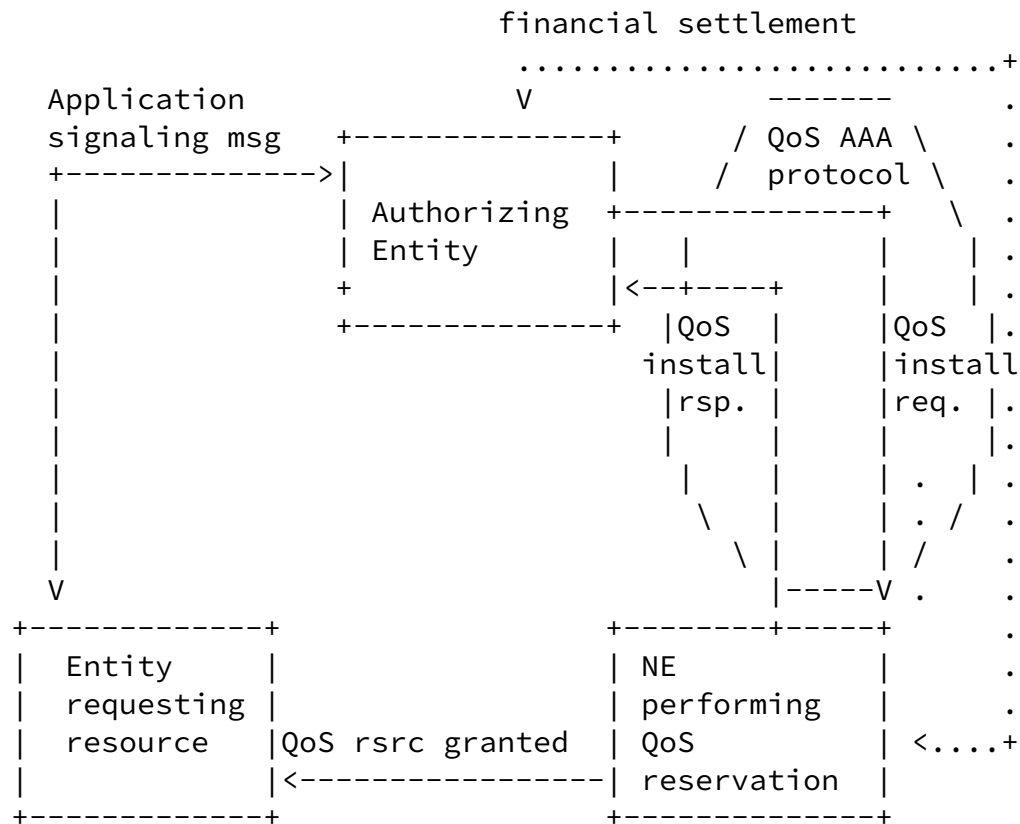 financial settlement
Application
signaling msg
QoS AAA
protocol
Authorizing
Entity
QoS
install
rsp.
QoS
install
req.
Entity
requesting
resource
QoS rsrc granted
NE
performing
QoS
reservation